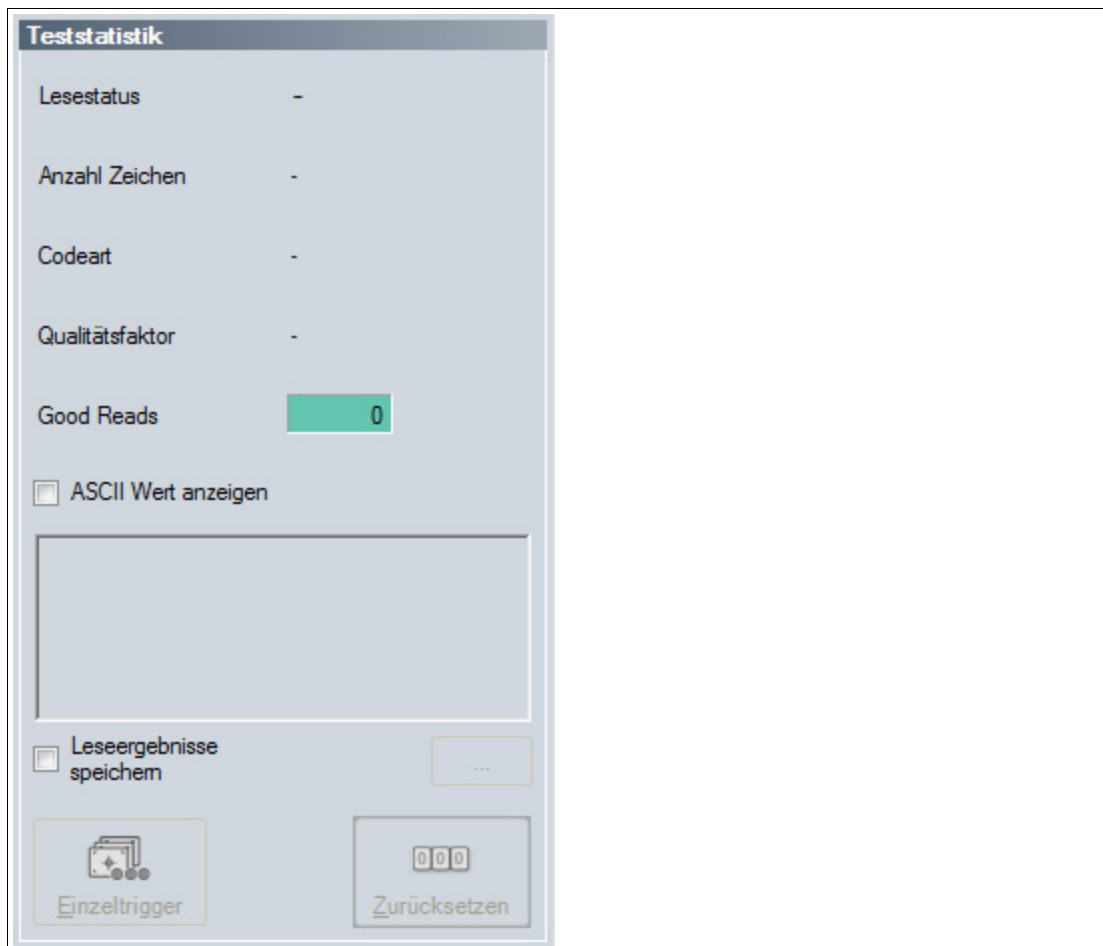 Teststatistik
Lesestatus -
Anzahl Zeichen -
Codeart -
Qualitätsfaktor -
Good Reads 0
ASCII Wert anzeigen
Leseergebnisse
speichern
...
000
Einzeltrigger Zurücksetzen